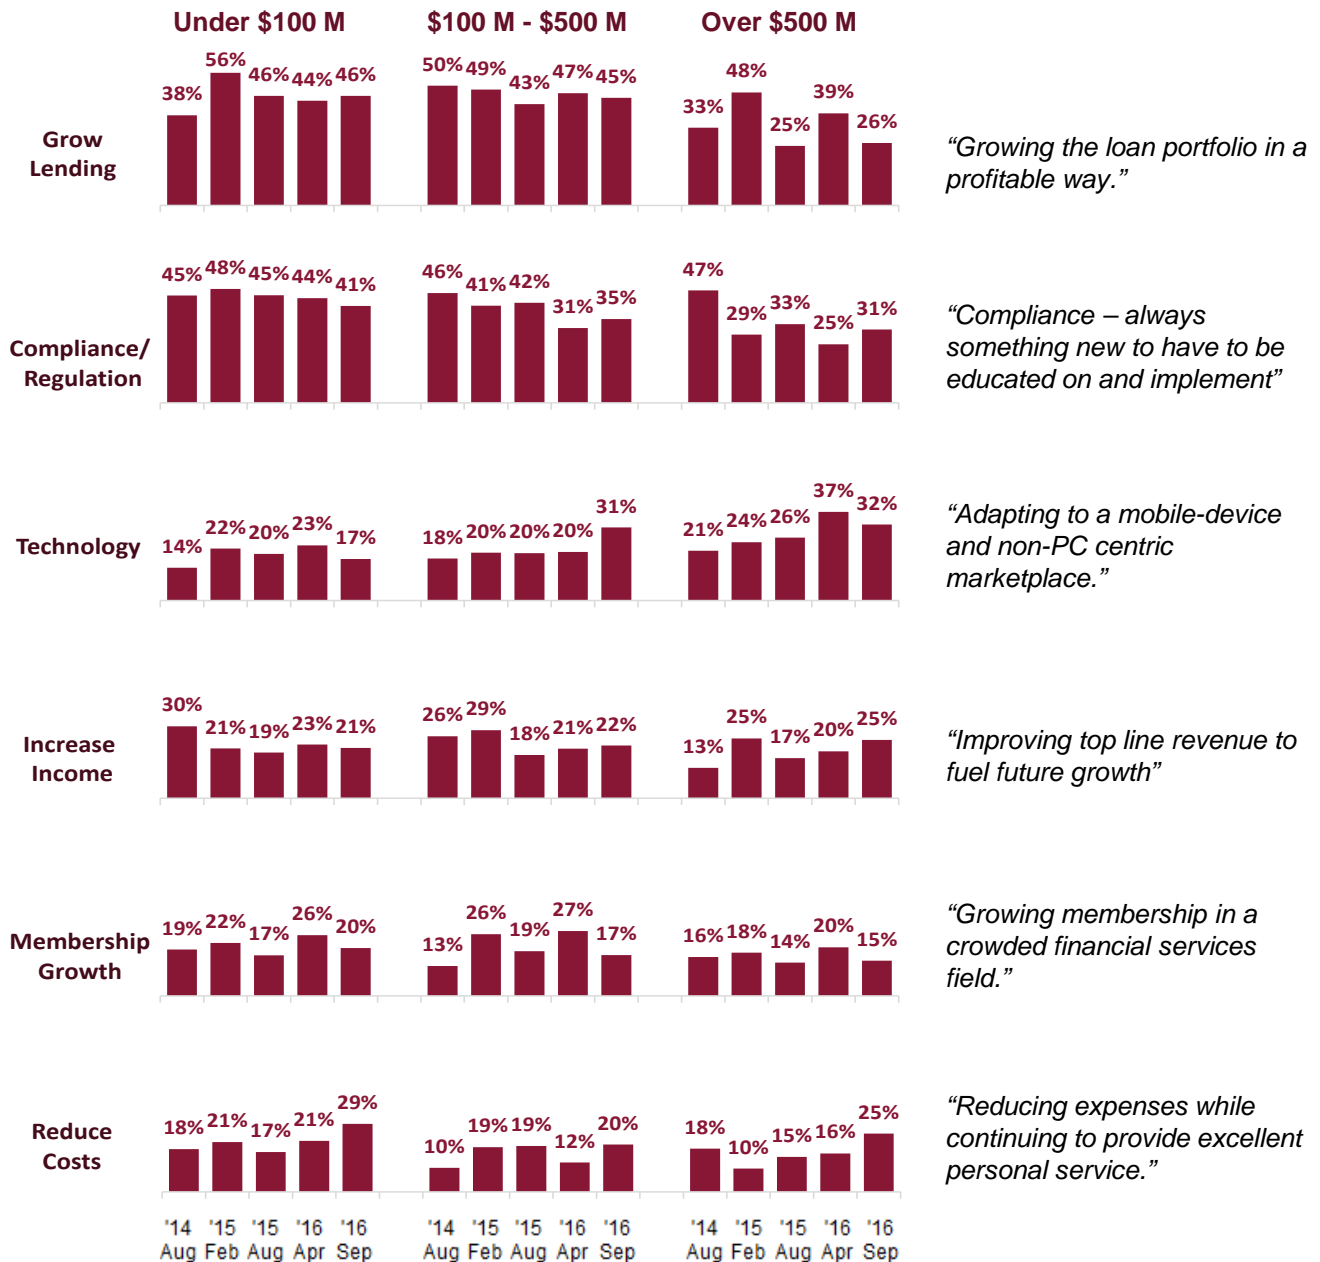 Under $100 M $100 M - $500 M Over $500 M
38% 56% 46% 44% 46% 50% 49% 43% 47% 45% 33% 48% 25% 39% 26%
Grow
Lending
“Growing the loan portfolio in a
profitable way.”
45% 48% 45% 44% 41% 46% 41% 42% 31% 35% 47% 29% 33% 25% 31%
Compliance/
Regulation
“Compliance – always
something new to have to be
educated on and implement”
14% 22% 20% 23% 17% 18% 20% 20% 20% 31% 21% 24% 26% 37% 32%
Technology
“Adapting to a mobile-device
and non-PC centric
marketplace.”
30% 21% 19% 23% 21% 26% 29% 18% 21% 22% 13% 25% 17% 20% 25%
Increase
Income
“Improving top line revenue to
fuel future growth”
19% 22% 17% 26% 20% 13% 26% 19% 27% 17% 16% 18% 14% 20% 15%
Membership
Growth
“Growing membership in a
crowded financial services
field.”
18% 21% 17% 21% 29% 10% 19% 19% 12% 20% 18% 10% 15% 16% 25%
Reduce
Costs
“Reducing expenses while
continuing to provide excellent
personal service.”
'14 '15 '15 '16 '16 '14 '15 '15 '16 '16 '14 '15 '15 '16 '16
Aug Feb Aug Apr Sep Aug Feb Aug Apr Sep Aug Feb Aug Apr Sep